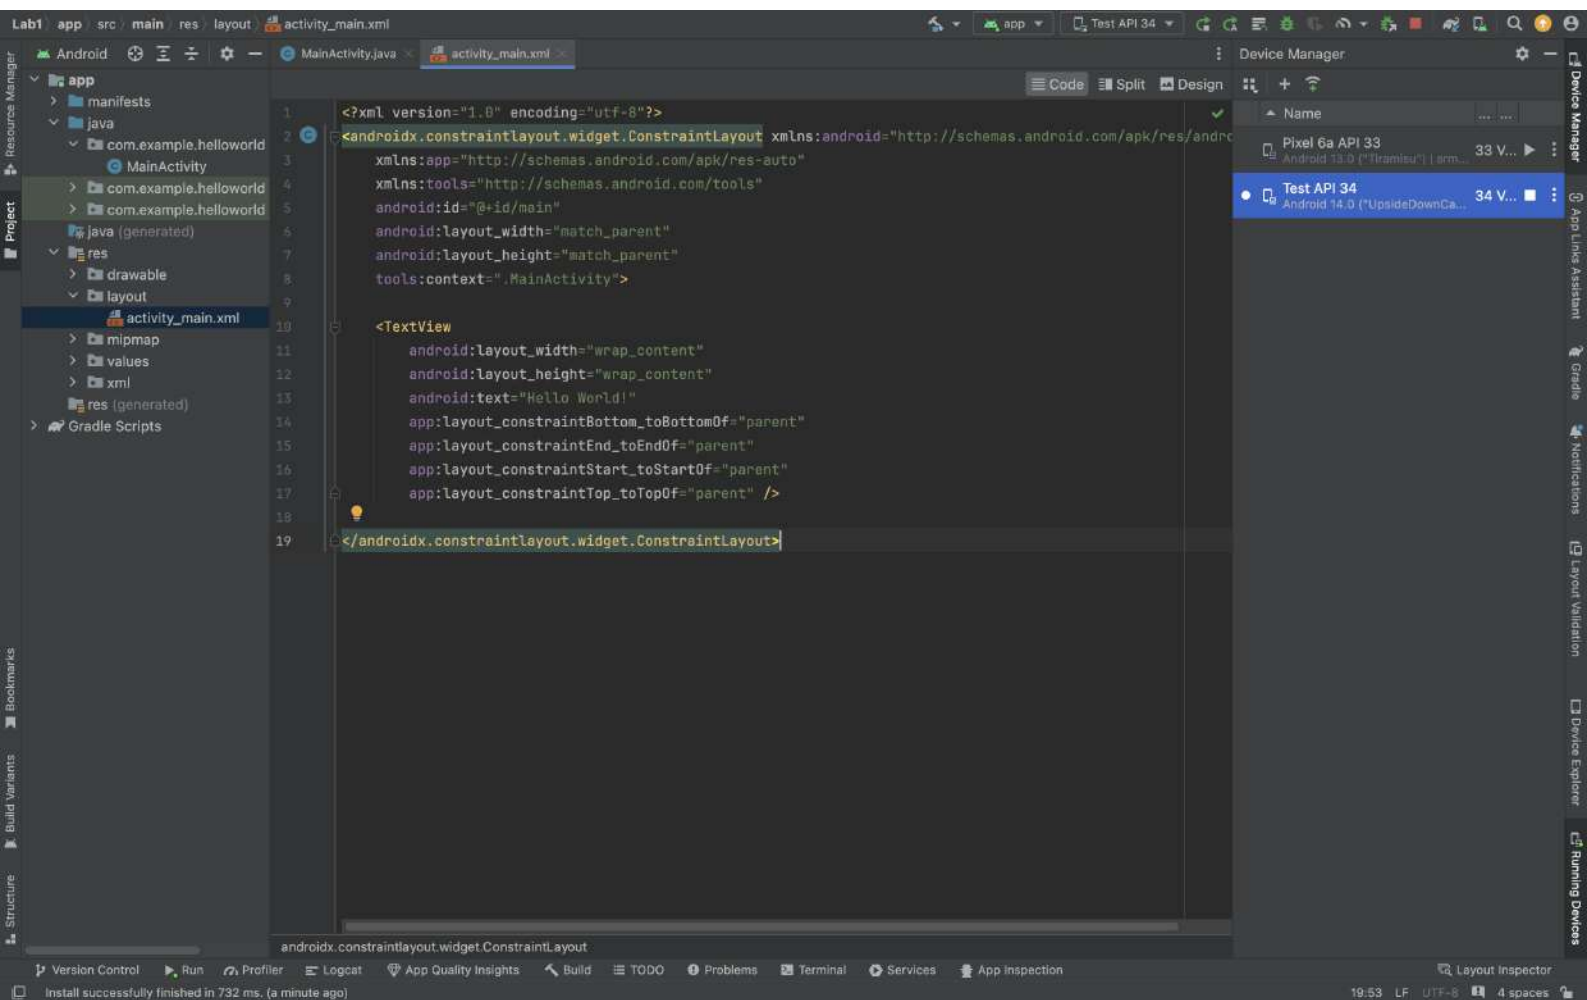 Lab1 app src main res layout activity_main.xml
app Test API 34
Android
MainActivity.java activity_main.xml
Device Manager
Code Split Design
Name ... ...
Pixel 6a API 33 33 V...
Android 13.0 ("Tiramisu") | arm...
Test API 34 34 V...
Android 14.0 ("UpsideDownCa...
app
manifests
java
com.example.helloworld
MainActivity
com.example.helloworld
com.example.helloworld
java (generated)
res
drawable
layout
activity_main.xml
mipmap
values
xml
res (generated)
Gradle Scripts
1 <?xml version="1.0" encoding="utf-8"?>
2 <androidx.constraintlayout.widget.ConstraintLayout xmlns:android="http://schemas.android.com/apk/res/andro
3 xmlns:app="http://schemas.android.com/apk/res-auto"
4 xmlns:tools="http://schemas.android.com/tools"
5 android:id="@+id/main"
6 android:layout_width="match_parent"
7 android:layout_height="match_parent"
8 tools:context=".MainActivity">
9
10 <TextView
11 android:layout_width="wrap_content"
12 android:layout_height="wrap_content"
13 android:text="Hello World!"
14 app:layout_constraintBottom_toBottomOf="parent"
15 app:layout_constraintEnd_toEndOf="parent"
16 app:layout_constraintStart_toStartOf="parent"
17 app:layout_constraintTop_toTopOf="parent" />
18
19 </androidx.constraintlayout.widget.ConstraintLayout>
androidx.constraintlayout.widget.ConstraintLayout
Resource Manager
Project
Bookmarks
Build Variants
Structure
Device Manager
App Links Assistant
Gradle
Notifications
Layout Validation
Device Explorer
Running Devices
Version Control Run Profiler Logcat App Quality Insights Build TODO Problems Terminal Services App Inspection Layout Inspector
Install successfully finished in 732 ms. (a minute ago) 19:53 LF UTF-8 4 spaces